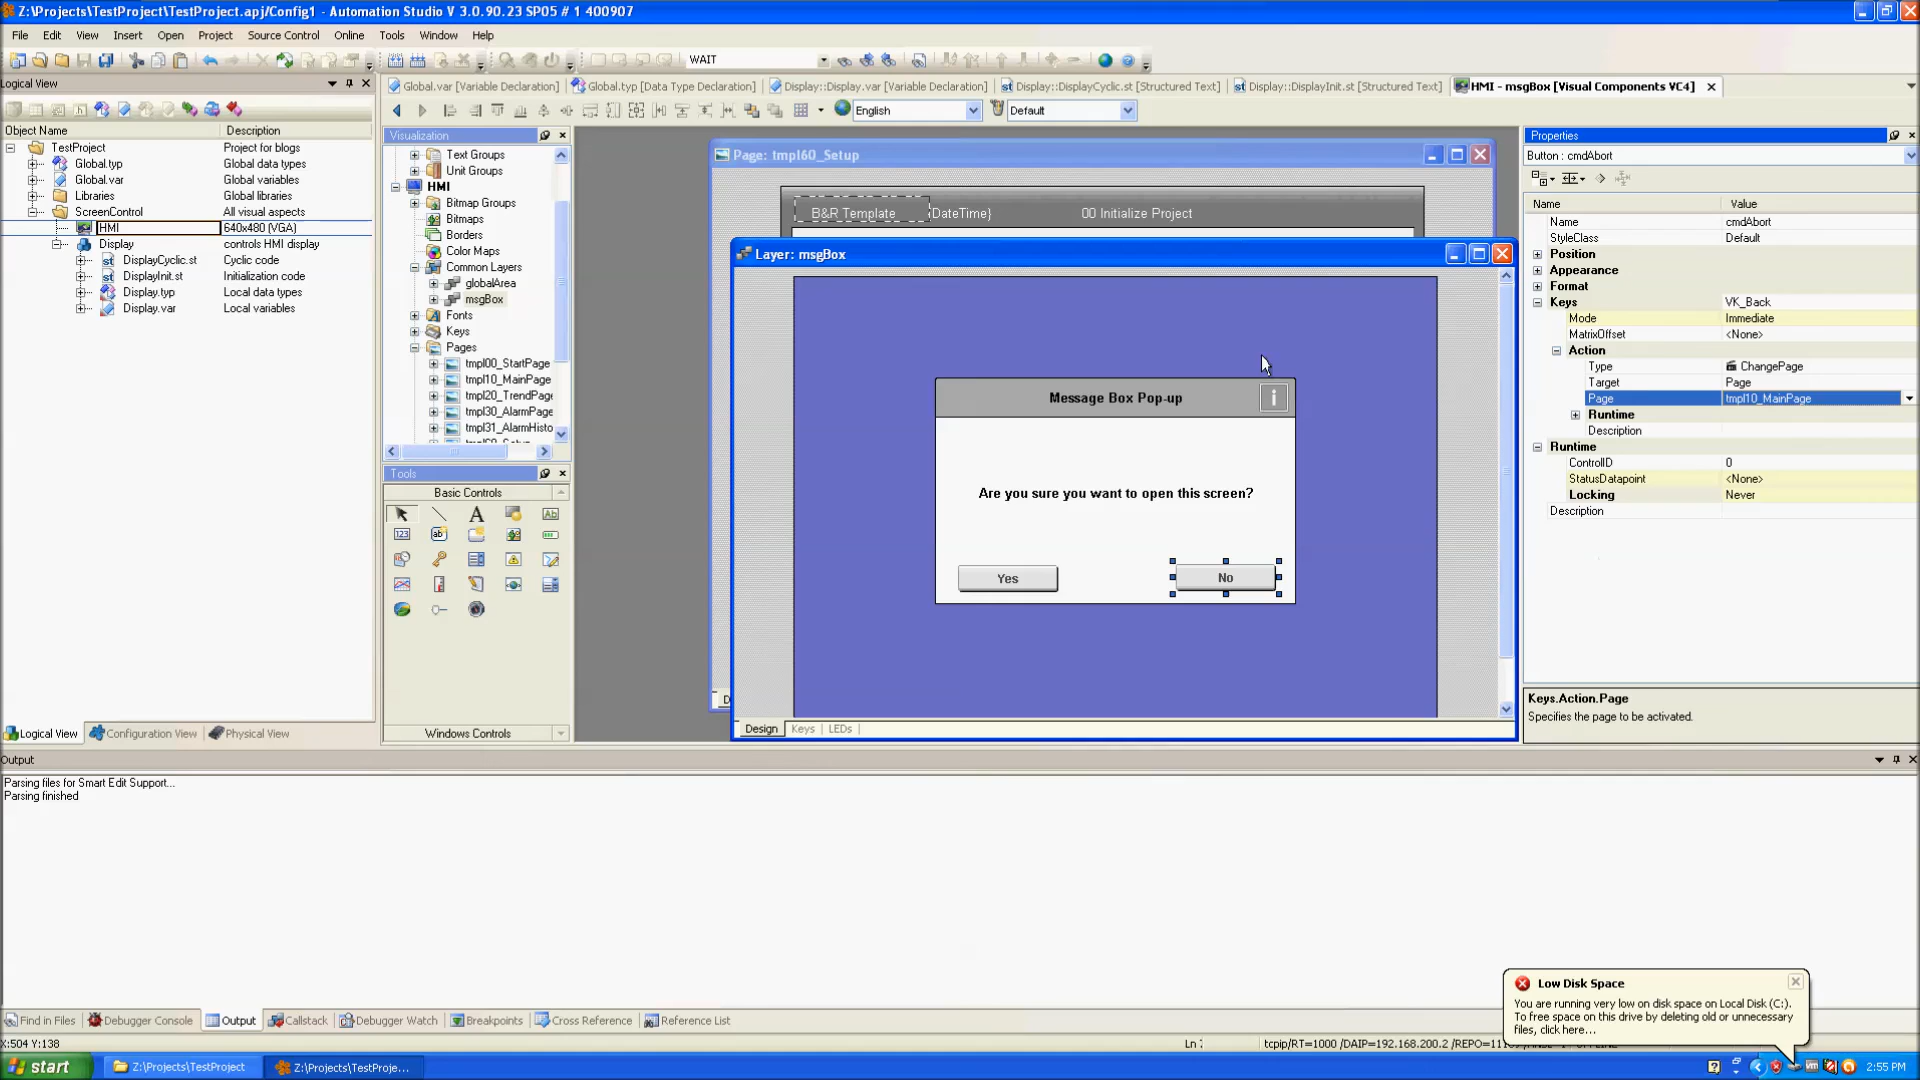 Z:\Projects\TestProject\TestProject.apj/Config1 - Automation Studio V 3.0.90.23 SP05 # 1 400907
File Edit View Insert Open Project Source Control Online Tools Window Help
WAIT
Logical View
Global.var [Variable Declaration] Global.typ [Data Type Declaration] Display::Display.var [Variable Declaration] Display::DisplayCyclic.st [Structured Text] Display::DisplayInit.st [Structured Text] HMI - msgBox [Visual Components VC4]
English Default
Object Name Description
TestProject Project for blogs
Global.typ Global data types
Global.var Global variables
Libraries Global libraries
ScreenControl All visual aspects
HMI 640x480 (VGA)
Display controls HMI display
DisplayCyclic.st Cyclic code
DisplayInit.st Initialization code
Display.typ Local data types
Display.var Local variables
Logical View Configuration View Physical View
Visualization
Text Groups
Unit Groups
HMI
Bitmap Groups
Bitmaps
Borders
Color Maps
Common Layers
globalArea
msgBox
Fonts
Keys
Pages
tmpl00_StartPage
tmpl10_MainPage
tmpl20_TrendPage
tmpl30_AlarmPage
tmpl31_AlarmHisto
Tools
Basic Controls
Windows Controls
Page: tmpl60_Setup
B&R Template DateTime} 00 Initialize Project
Layer: msgBox
Message Box Pop-up i
Are you sure you want to open this screen?
Yes No
Design Keys LEDs
Properties
Button : cmdAbort
Name Value
Name cmdAbort
StyleClass Default
Position
Appearance
Format
Keys VK_Back
Mode Immediate
MatrixOffset <None>
Action
Type ChangePage
Target Page
Page tmpl10_MainPage
Runtime
Description
Runtime
ControlID 0
StatusDatapoint <None>
Locking Never
Description
Keys.Action.Page
Specifies the page to be activated.
Output
Parsing files for Smart Edit Support...
Parsing finished
Find in Files Debugger Console Output Callstack Debugger Watch Breakpoints Cross Reference Reference List
Low Disk Space
You are running very low on disk space on Local Disk (C:).
To free space on this drive by deleting old or unnecessary
files, click here...
X:504 Y:138
tcpip/RT=1000 /DAIP=192.168.200.2
start Z:\Projects\TestProject Z:\Projects\TestProje... 2:55 PM